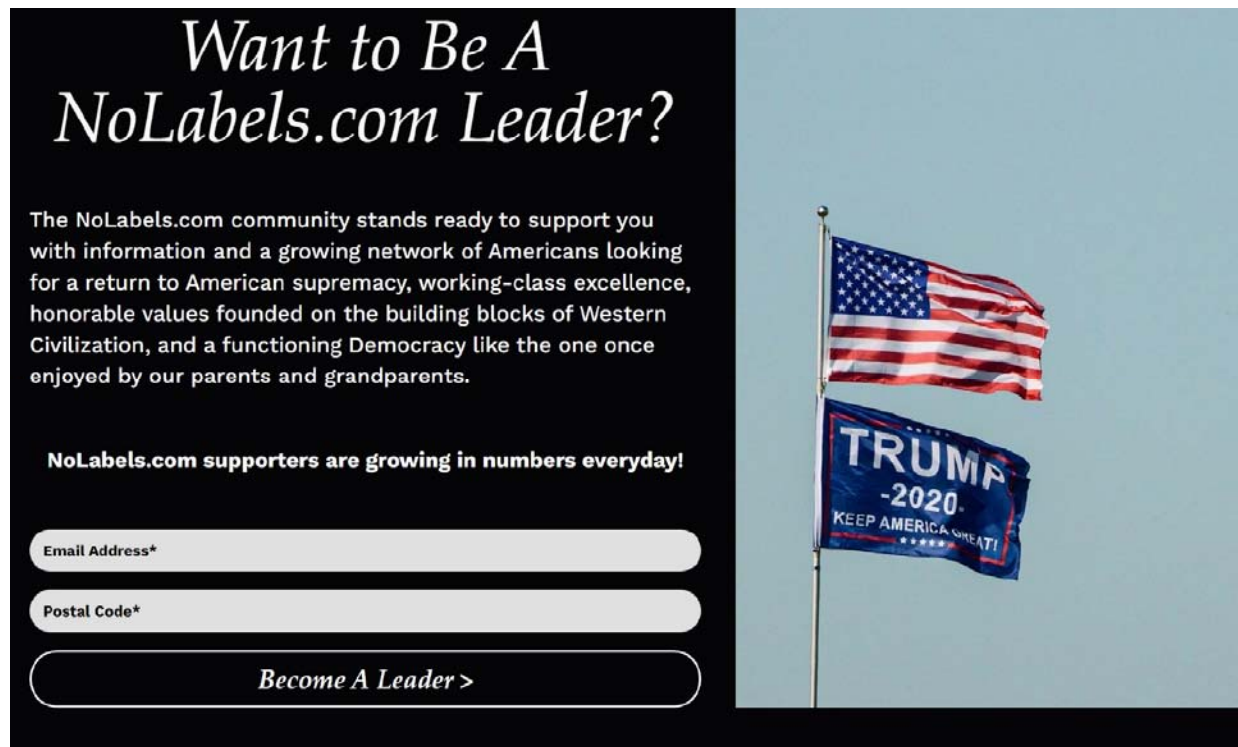 Want to Be A
NoLabels.com Leader?
The NoLabels.com community stands ready to support you
with information and a growing network of Americans looking
for a return to American supremacy, working-class excellence,
honorable values founded on the building blocks of Western
Civilization, and a functioning Democracy like the one once
enjoyed by our parents and grandparents.
NoLabels.com supporters are growing in numbers everyday!
Email Address*
Postal Code*
Become A Leader >
TRUMP
-2020-
KEEP AMERICA GREAT!